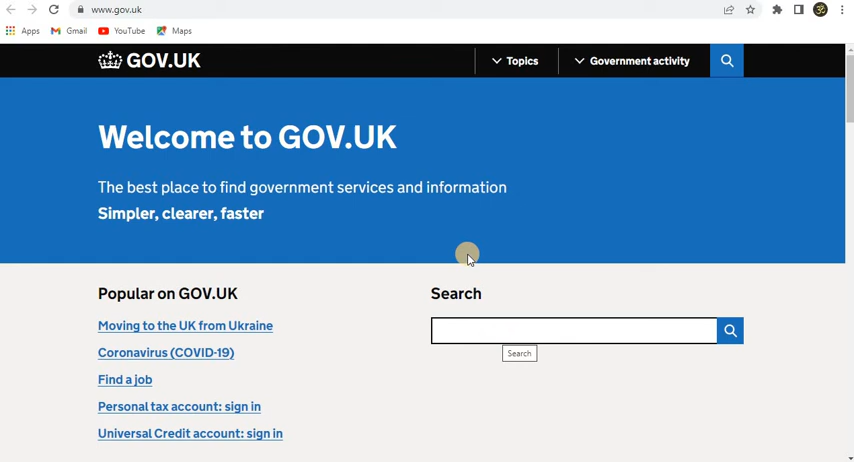 www.gov.uk
Apps Gmail YouTube Maps
GOV.UK Topics Government activity
Welcome to GOV.UK
The best place to find government services and information
Simpler, clearer, faster
Popular on GOV.UK
Moving to the UK from Ukraine
Coronavirus (COVID-19)
Find a job
Personal tax account: sign in
Universal Credit account: sign in
Search
Search